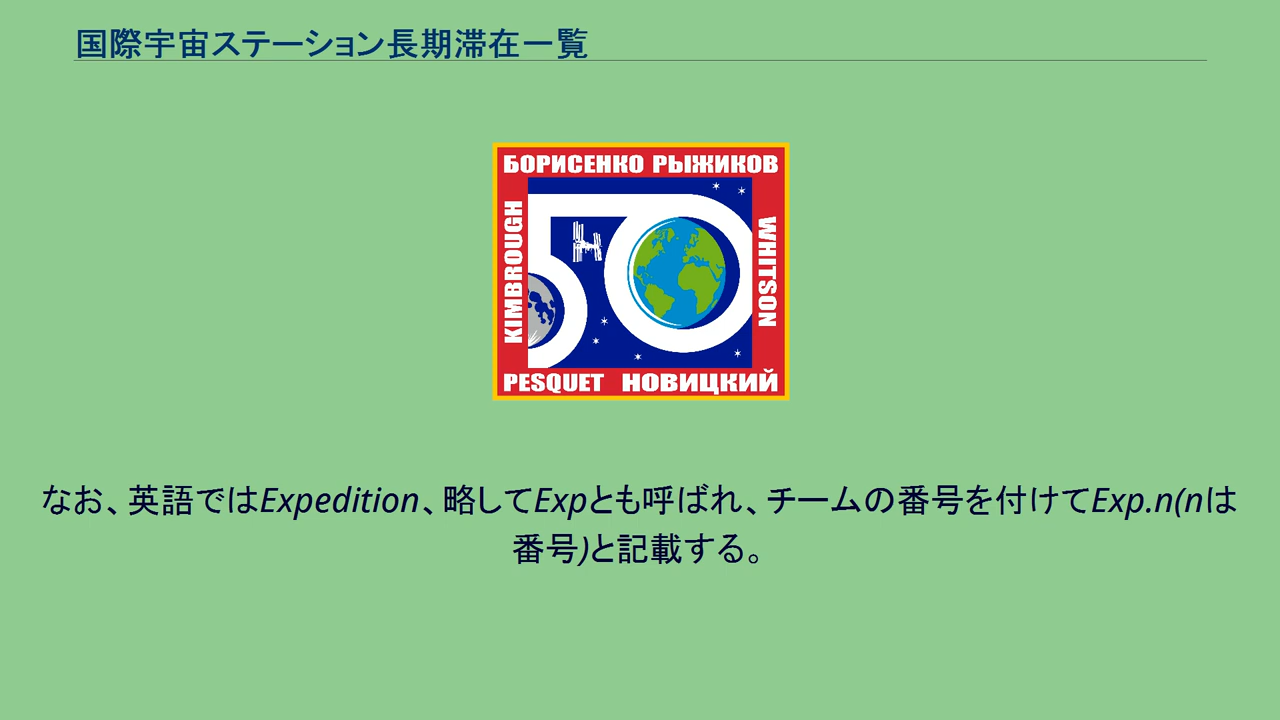 国際宇宙ステーション長期滞在一覧
БОРИСЕНКО РЫЖИКОВ
KIMBROUGH
50
WHITSON
PESQUET НОВИЦКИЙ
なお、英語ではExpedition、略してExpとも呼ばれ、チームの番号を付けてExp.n(nは
番号)と記載する。